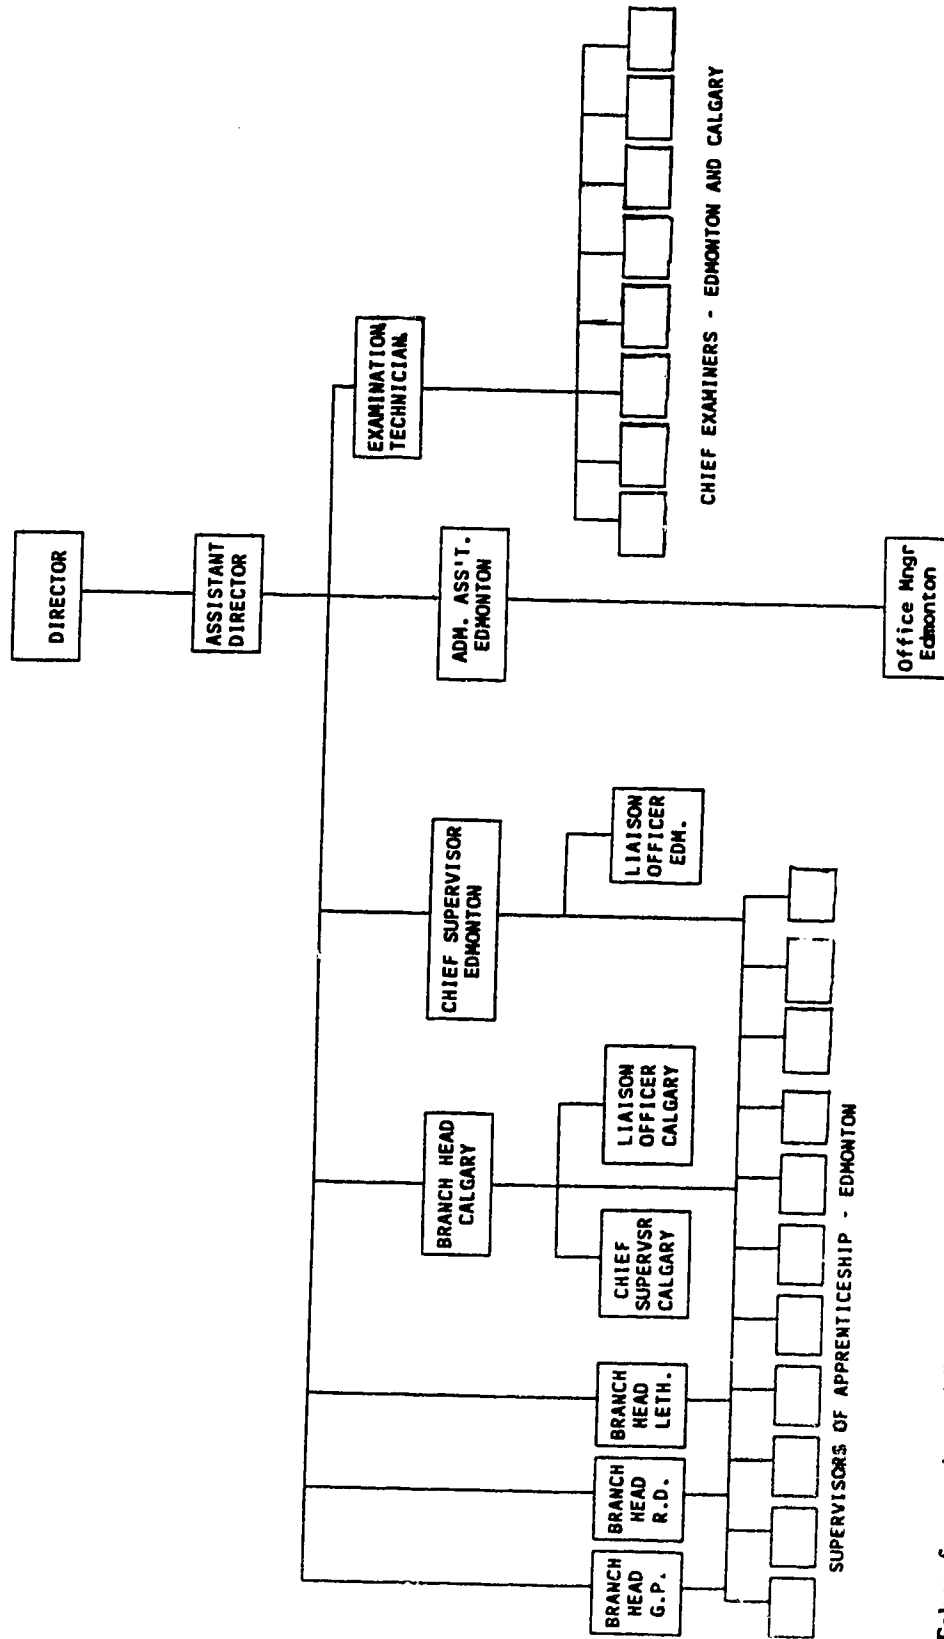 DIRECTOR
ASSISTANT
DIRECTOR
EXAMINATION
TECHNICIAN
ADM. ASS'T.
EDMONTON
CHIEF SUPERVISOR
EDMONTON
BRANCH HEAD
CALGARY
BRANCH
HEAD
G.P.
BRANCH
HEAD
R.D.
BRANCH
HEAD
LETH.
CHIEF
SUPERVSR
CALGARY
LIAISON
OFFICER
CALGARY
LIAISON
OFFICER
EDM.
CHIEF EXAMINERS - EDMONTON AND CALGARY
SUPERVISORS OF APPRENTICESHIP - EDMONTON
Office Mngr
Edmonton